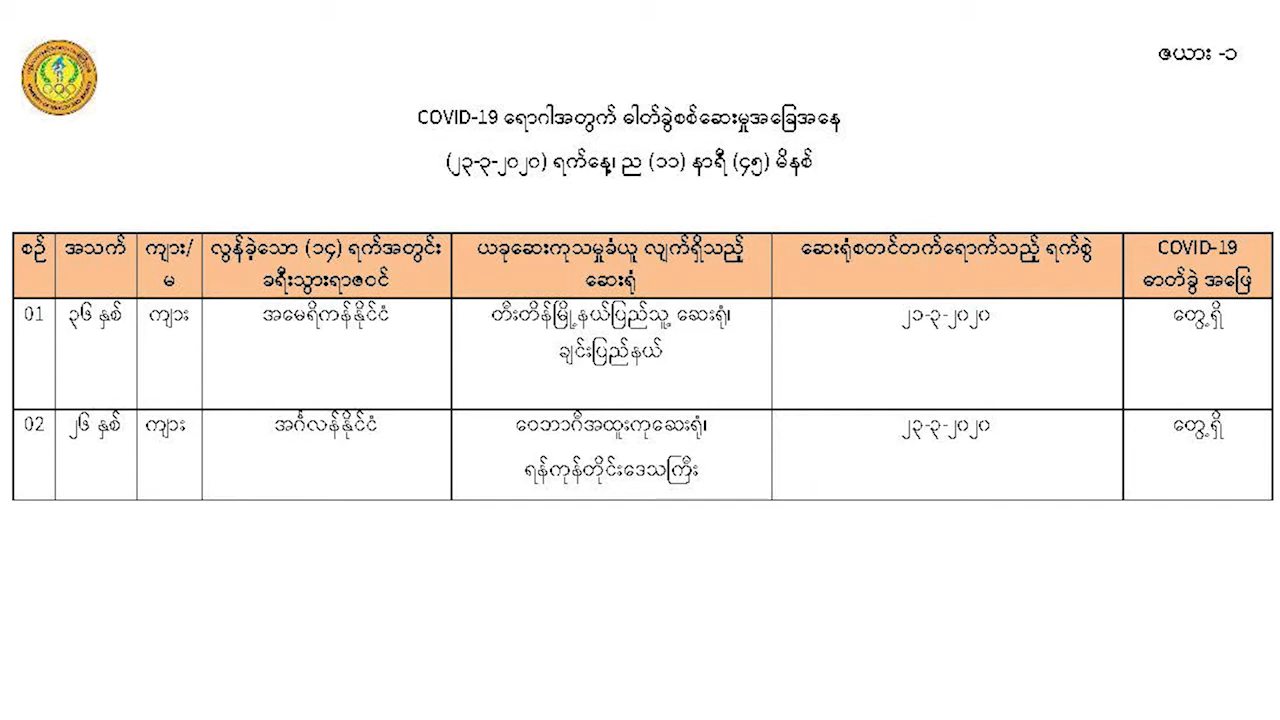 ဇယား -၁
COVID-19 ရောဂါအတွက် ဓါတ်ခွဲစစ်ဆေးမှုအခြေအနေ
(၂၃-၃-၂၀၂၀) ရက်နေ့၊ ည (၁၁) နာရီ (၄၅) မိနစ်
စဉ် အသက် ကျား/ လွန်ခဲ့သော (၁၄) ရက်အတွင်း ယခုဆေးကုသမှုခံယူ လျက်ရှိသည့် ဆေးရုံစတင်တက်ရောက်သည့် ရက်စွဲ COVID-19
မ ခရီးသွားရာဇဝင် ဆေးရုံ ဓာတ်ခွဲ အဖြေ
01 ၃၆ နှစ် ကျား အမေရိကန်နိုင်ငံ တီးတိန်မြို့နယ်ပြည်သူ့ ဆေးရုံ၊ ၂၁-၃-၂၀၂၀ တွေ့ရှိ
ချင်းပြည်နယ်
02 ၂၆ နှစ် ကျား အင်္ဂလန်နိုင်ငံ ဝေဘာဂီအထူးကုဆေးရုံ၊ ၂၃-၃-၂၀၂၀ တွေ့ရှိ
ရန်ကုန်တိုင်းဒေသကြီး